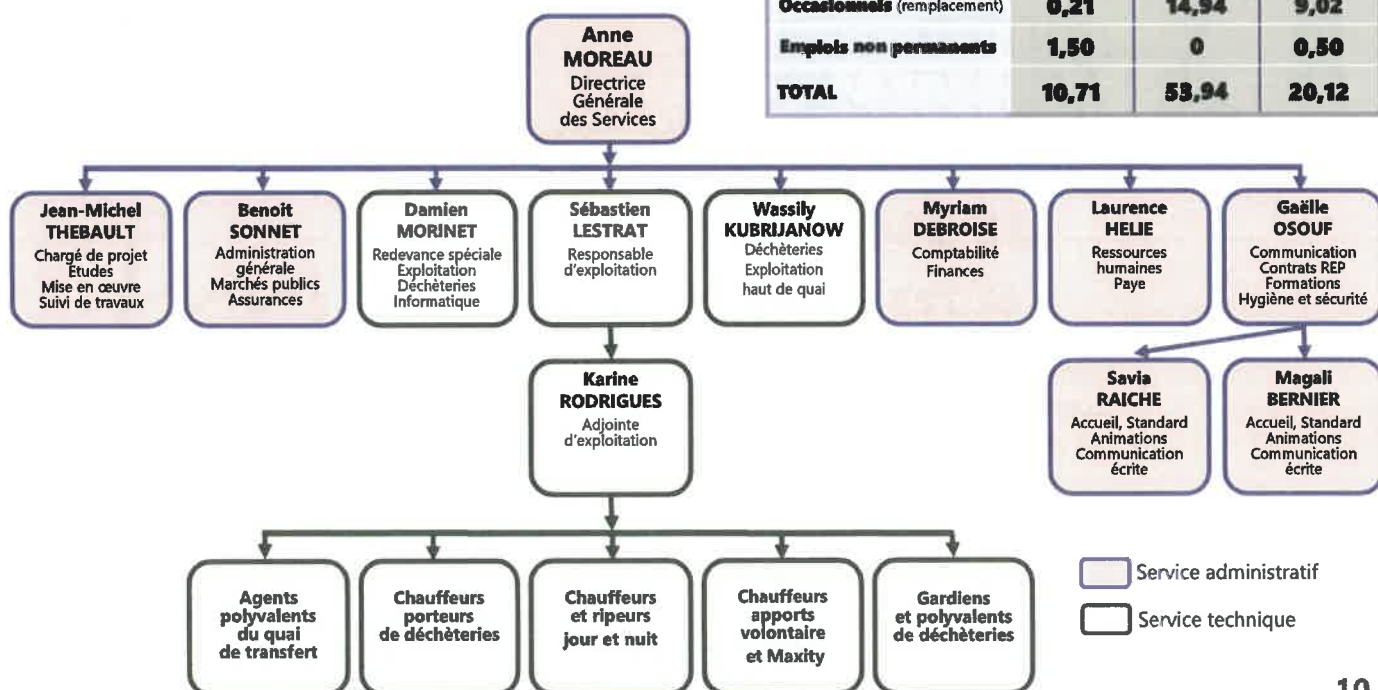 Occasionnels (remplacement) 0,21 14,94 9,02
Emplois non permanents 1,50 0 0,50
TOTAL 10,71 53,94 20,12
Anne
MOREAU
Directrice
Générale
des Services
Jean-Michel
THEBAULT
Chargé de projet
Etudes
Mise en œuvre
Suivi de travaux
Benoit
SONNET
Administration
générale
Marchés publics
Assurances
Damien
MORINET
Redevance spéciale
Exploitation
Déchèteries
Informatique
Sébastien
LESTRAT
Responsable
d'exploitation
Wassily
KUBRIJANOW
Déchèteries
Exploitation
haut de quai
Myriam
DEBROISE
Comptabilité
Finances
Laurence
HELIE
Ressources
humaines
Paye
Gaëlle
OSOUF
Communication
Contrats REP
Formations
Hygiène et sécurité
Karine
RODRIGUES
Adjointe
d'exploitation
Savia
RAICHE
Accueil, Standard
Animations
Communication
écrite
Magali
BERNIER
Accueil, Standard
Animations
Communication
écrite
Agents
polyvalents
du quai
de transfert
Chauffeurs
porteurs
de déchèteries
Chauffeurs
et ripeurs
jour et nuit
Chauffeurs
apports
volontaire
et Maxity
Gardiens
et polyvalents
de déchèteries
Service administratif
Service technique
10